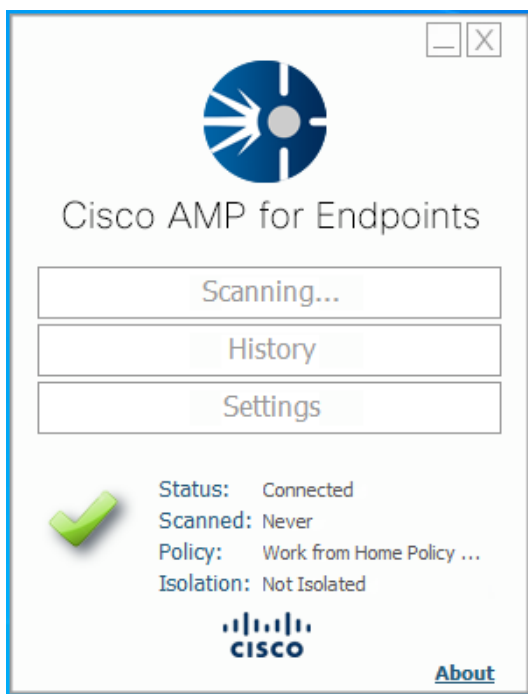 Cisco AMP for Endpoints
Scanning...
History
Settings
Status: Connected
Scanned: Never
Policy: Work from Home Policy ...
Isolation: Not Isolated
CISCO
About